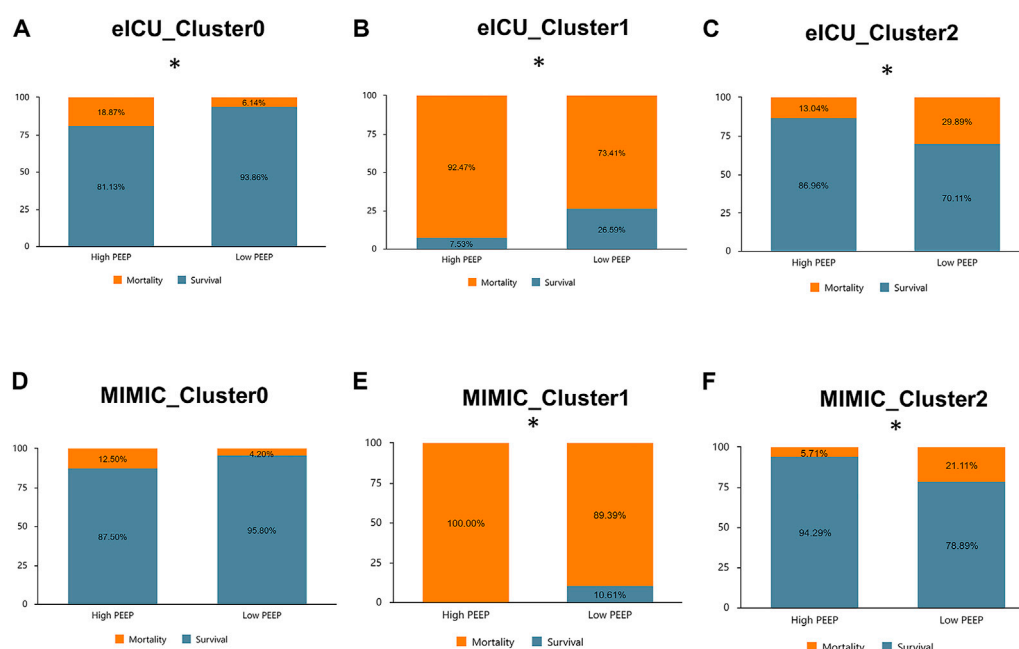 A
eICU_Cluster0
*
100
75
50
25
0
18.87%
81.13%
6.14%
93.86%
High PEEP
Low PEEP
Mortality Survival
B
eICU_Cluster1
*
100
75
50
25
0
92.47%
7.53%
73.41%
26.59%
High PEEP
Low PEEP
Mortality Survival
C
eICU_Cluster2
*
100
75
50
25
0
13.04%
86.96%
29.89%
70.11%
High PEEP
Low PEEP
Mortality Survival
D
MIMIC_Cluster0
100
75
50
25
0
12.50%
87.50%
4.20%
95.80%
High PEEP
Low PEEP
Mortality Survival
E
MIMIC_Cluster1
*
100
75
50
25
0
100.00%
89.39%
10.61%
High PEEP
Low PEEP
Mortality Survival
F
MIMIC_Cluster2
*
100
75
50
25
0
5.71%
94.29%
21.11%
78.89%
High PEEP
Low PEEP
Mortality Survival